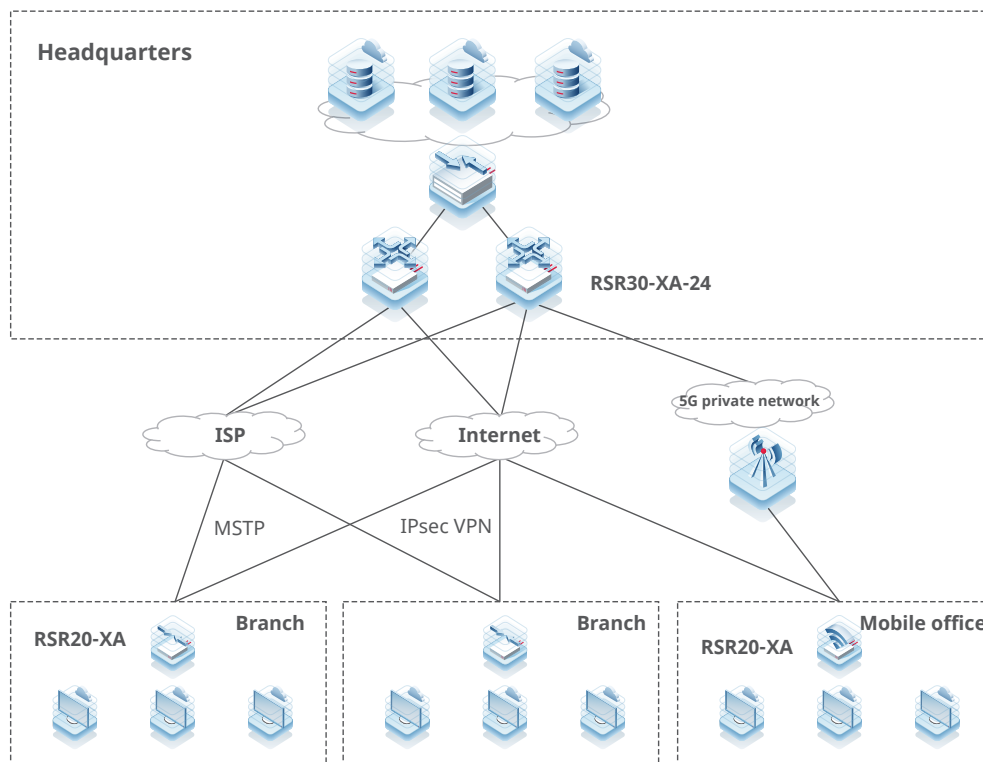 Headquarters
RSR30-XA-24
5G private network
ISP
Internet
MSTP
IPsec VPN
Branch
Branch
Mobile office
RSR20-XA
RSR20-XA